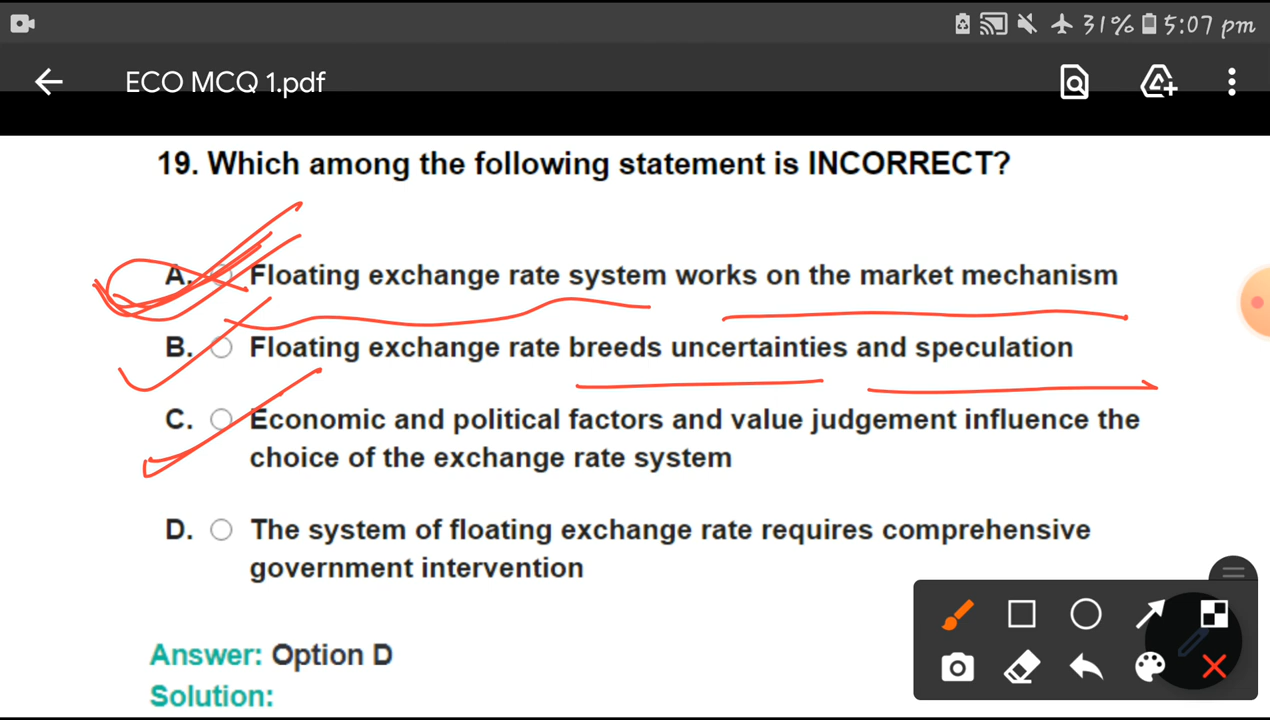 31% 5:07 pm
ECO MCQ 1.pdf
19. Which among the following statement is INCORRECT?
A. Floating exchange rate system works on the market mechanism
B. Floating exchange rate breeds uncertainties and speculation
C. Economic and political factors and value judgement influence the
choice of the exchange rate system
D. The system of floating exchange rate requires comprehensive
government intervention
Answer: Option D
Solution: